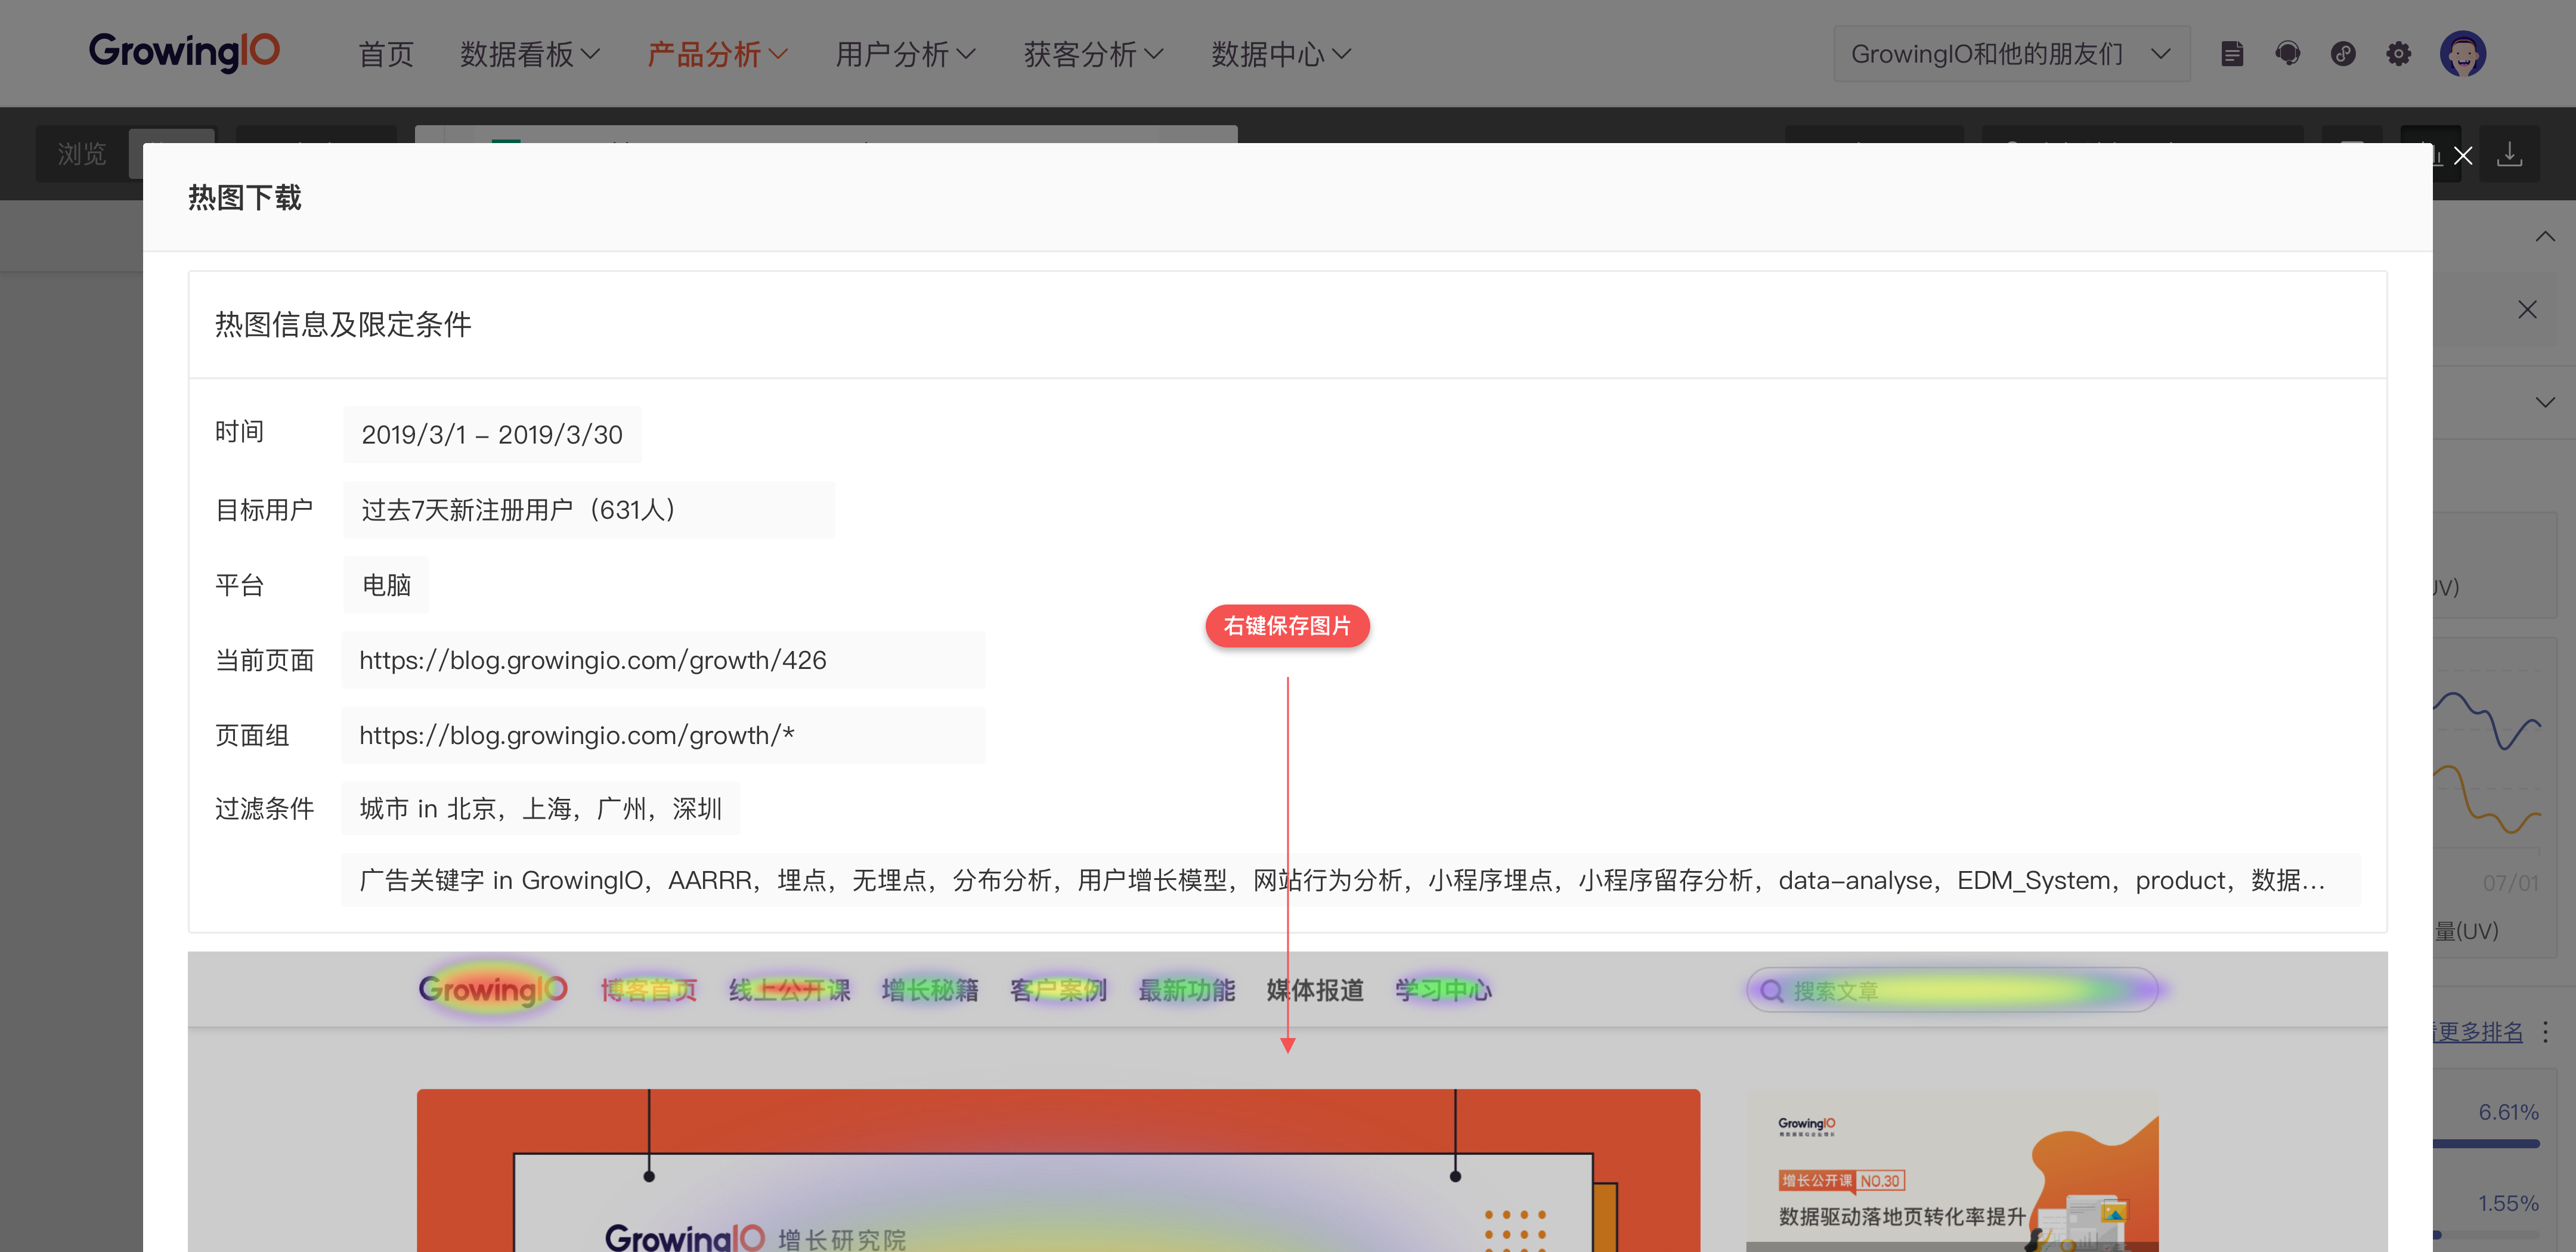 GrowingIO 首页 数据看板 产品分析 用户分析 获客分析 数据中心 GrowingIO和他的朋友们
浏览
热图下载
热图信息及限定条件
时间 2019/3/1 – 2019/3/30
目标用户 过去7天新注册用户（631人）
平台 电脑
右键保存图片
当前页面 https://blog.growingio.com/growth/426
页面组 https://blog.growingio.com/growth/*
过滤条件 城市 in 北京，上海，广州，深圳
广告关键字 in GrowingIO，AARRR，埋点，无埋点，分布分析，用户增长模型，网站行为分析，小程序埋点，小程序留存分析，data–analyse，EDM_System，product，数据...
UV)
07/01
量(UV)
GrowingIO 博客首页 线上公开课 增长秘籍 客户案例 最新功能 媒体报道 学习中心 搜索文章
更多排名
6.61%
GrowingIO
增长公开课 NO.30
1.55%
数据驱动落地页转化率提升
GrowingIO 增长研究院